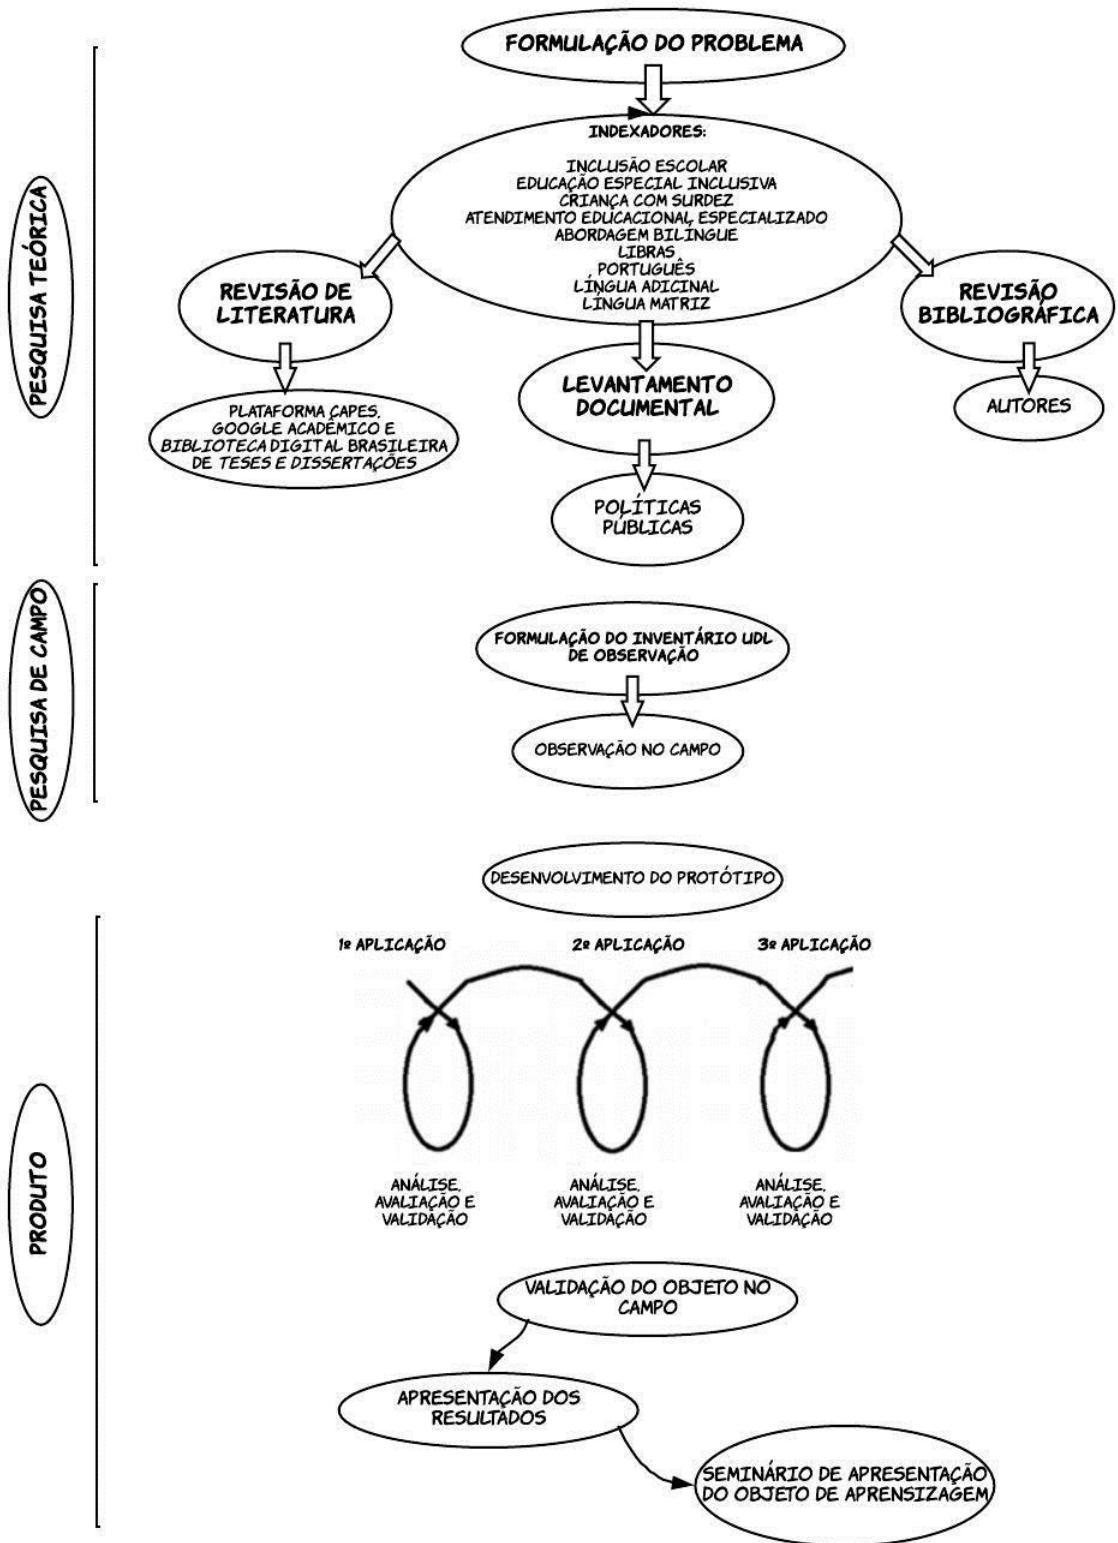 FORMULAÇÃO DO PROBLEMA
PESQUISA TEÓRICA
INDEXADORES:
INCLUSÃO ESCOLAR
EDUCAÇÃO ESPECIAL INCLUSIVA
CRIANÇA COM SURDEZ
ATENDIMENTO EDUCACIONAL ESPECIALIZADO
ABORDAGEM BILÍNGUE
LIBRAS
PORTUGUÊS
LÍNGUA ADICINAL
LÍNGUA MATRIZ
REVISÃO DE
LITERATURA
REVISÃO
BIBLIOGRÁFICA
LEVANTAMENTO
DOCUMENTAL
PLATAFORMA CAPES,
GOOGLE ACADÊMICO E
BIBLIOTECA DIGITAL BRASILEIRA
DE TESES E DISSERTAÇÕES
AUTORES
POLÍTICAS
PÚBLICAS
PESQUISA DE CAMPO
FORMULAÇÃO DO INVENTÁRIO UDL
DE OBSERVAÇÃO
OBSERVAÇÃO NO CAMPO
DESENVOLVIMENTO DO PROTÓTIPO
PRODUTO
1º APLICAÇÃO
2º APLICAÇÃO
3º APLICAÇÃO
ANÁLISE,
AVALIAÇÃO E
VALIDAÇÃO
ANÁLISE,
AVALIAÇÃO E
VALIDAÇÃO
ANÁLISE,
AVALIAÇÃO E
VALIDAÇÃO
VALIDAÇÃO DO OBJETO NO
CAMPO
APRESENTAÇÃO DOS
RESULTADOS
SEMINÁRIO DE APRESENTAÇÃO
DO OBJETO DE APRENSIZAGEM